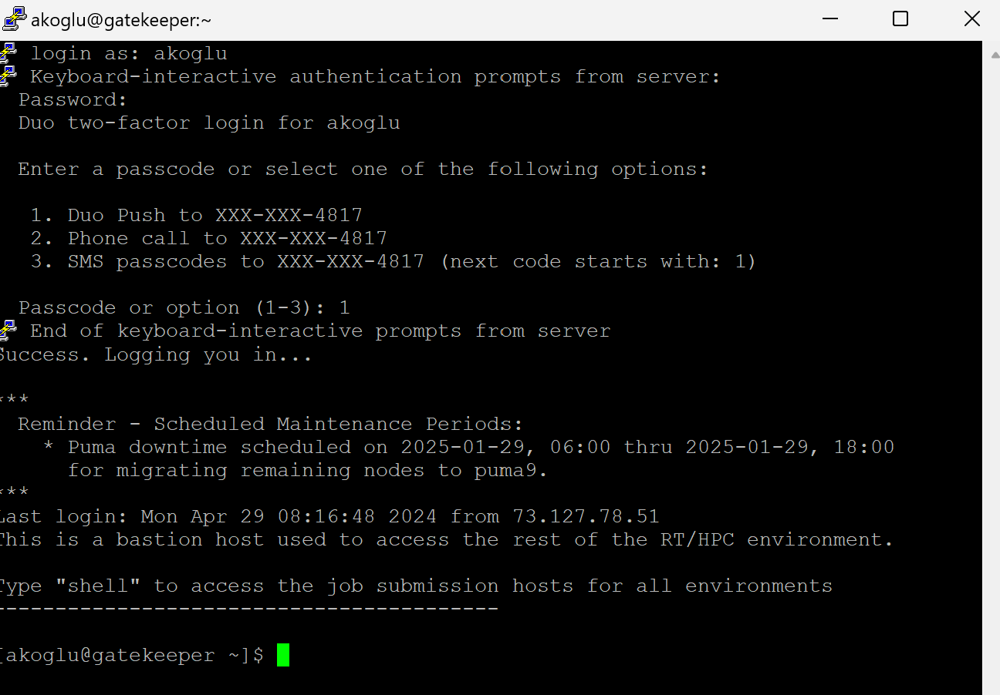 akoglu@gatekeeper:~
login as: akoglu
Keyboard-interactive authentication prompts from server:
Password:
Duo two-factor login for akoglu
Enter a passcode or select one of the following options:
1. Duo Push to XXX-XXX-4817
2. Phone call to XXX-XXX-4817
3. SMS passcodes to XXX-XXX-4817 (next code starts with: 1)
Passcode or option (1-3): 1
End of keyboard-interactive prompts from server
Success. Logging you in...
***
Reminder - Scheduled Maintenance Periods:
* Puma downtime scheduled on 2025-01-29, 06:00 thru 2025-01-29, 18:00
for migrating remaining nodes to puma9.
***
Last login: Mon Apr 29 08:16:48 2024 from 73.127.78.51
This is a bastion host used to access the rest of the RT/HPC environment.
Type "shell" to access the job submission hosts for all environments
-----------------------------------------
[akoglu@gatekeeper ~]$